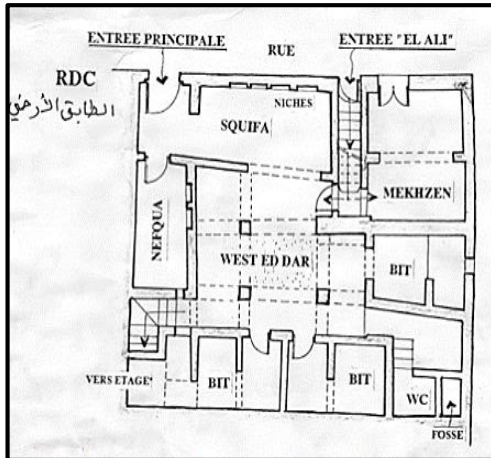 ENTREE PRINCIPALE
RUE
ENTREE "EL ALI"
RDC
الطابق الأرضي
NICHES
SQUIFA
MEKHZEN
NEFQUA
WEST ED DAR
BIT
VERS ETAGE'
BIT
BIT
WC
FOSSE